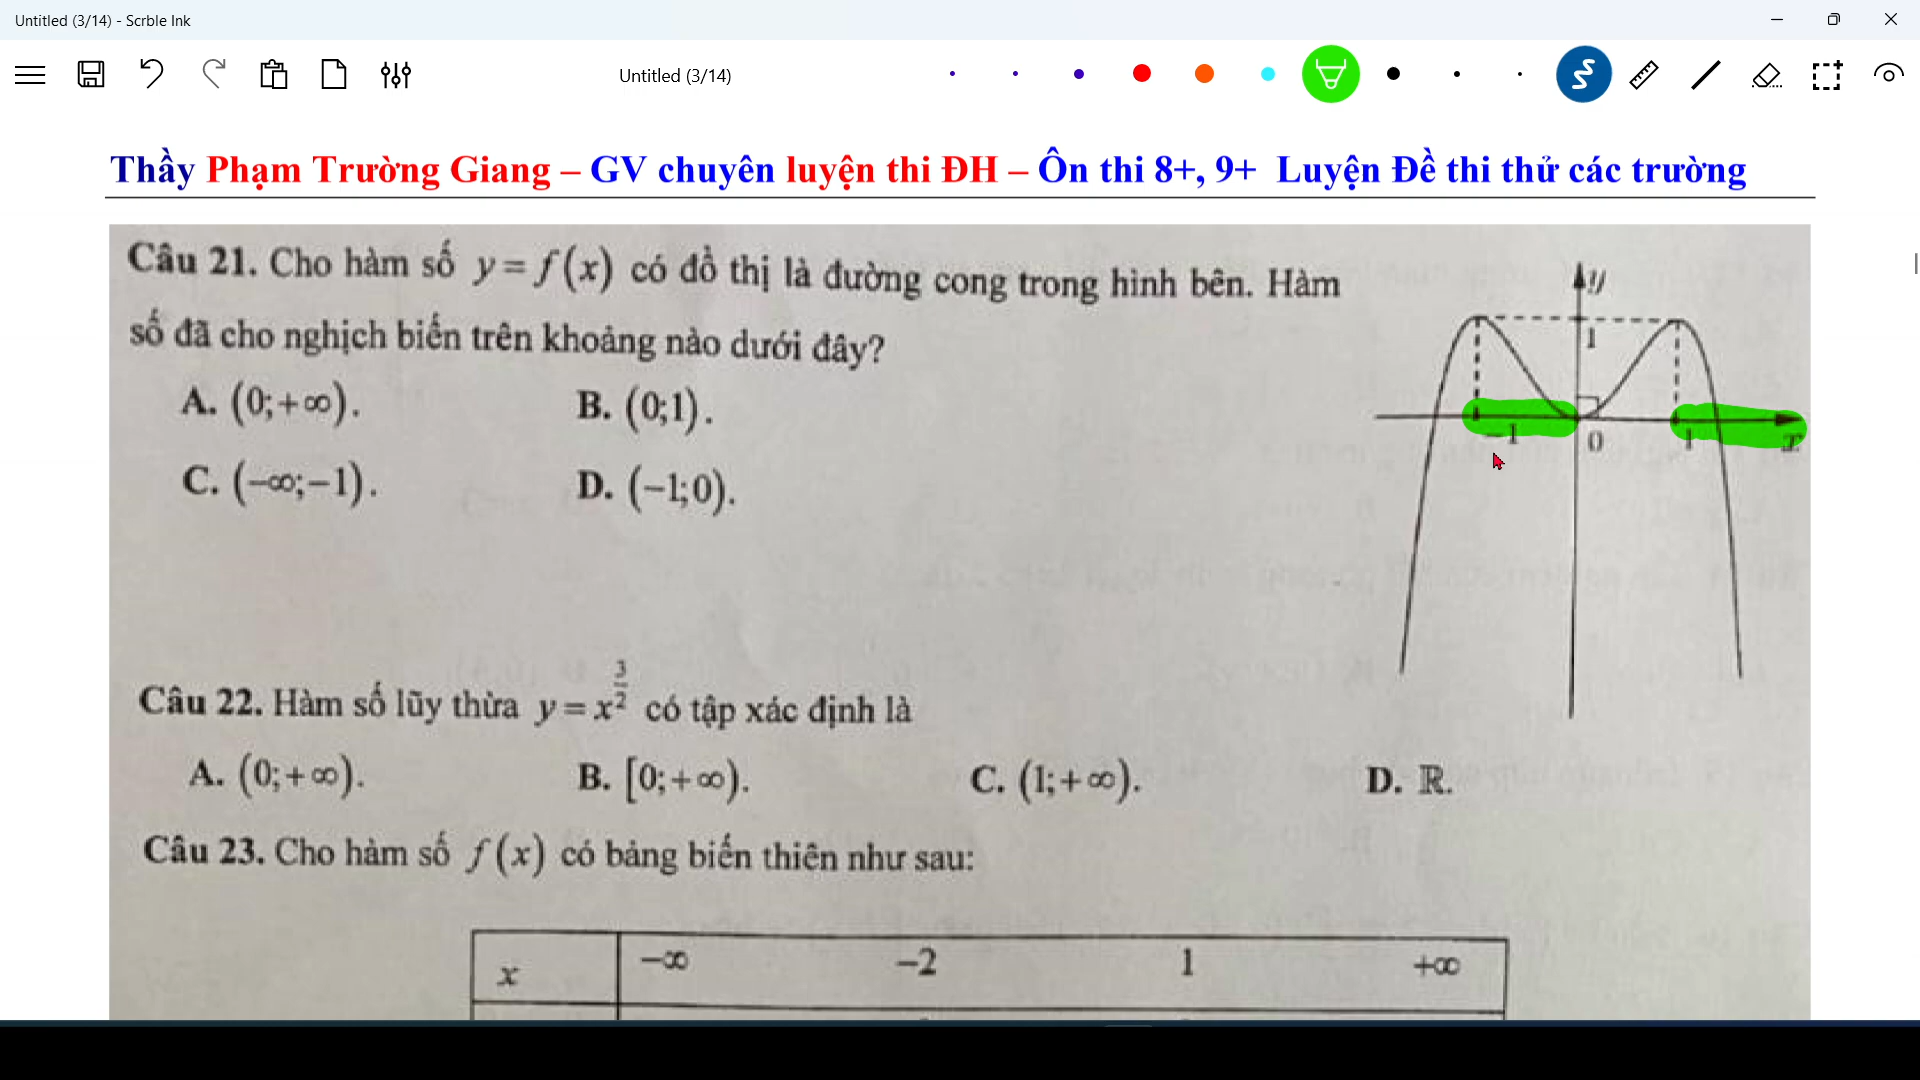 Untitled (3/14) - Scrble Ink
Untitled (3/14)
Thầy Phạm Trường Giang – GV chuyên luyện thi ĐH – Ôn thi 8+, 9+ Luyện Đề thi thử các trường
Câu 21. Cho hàm số y = f(x) có đồ thị là đường cong trong hình bên. Hàm
số đã cho nghịch biến trên khoảng nào dưới đây?
A. (0;+∞). B. (0;1).
C. (−∞;−1). D. (−1;0).
y
1
−1 0 1 x
Câu 22. Hàm số lũy thừa y = x^{3/2} có tập xác định là
A. (0;+∞). B. [0;+∞). C. (1;+∞). D. ℝ.
Câu 23. Cho hàm số f(x) có bảng biến thiên như sau:
x −∞ −2 1 +∞